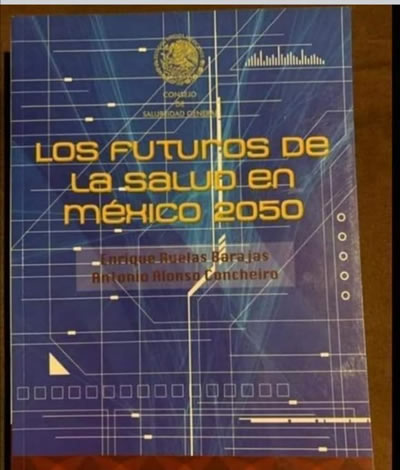 CONSEJO
DE
SALUBRIDAD GENERAL
LOS FUTUROS DE
LA SALUD EN
MÉXICO 2050
Enrique Ruelas Barajas
Antonio Alonso Concheiro